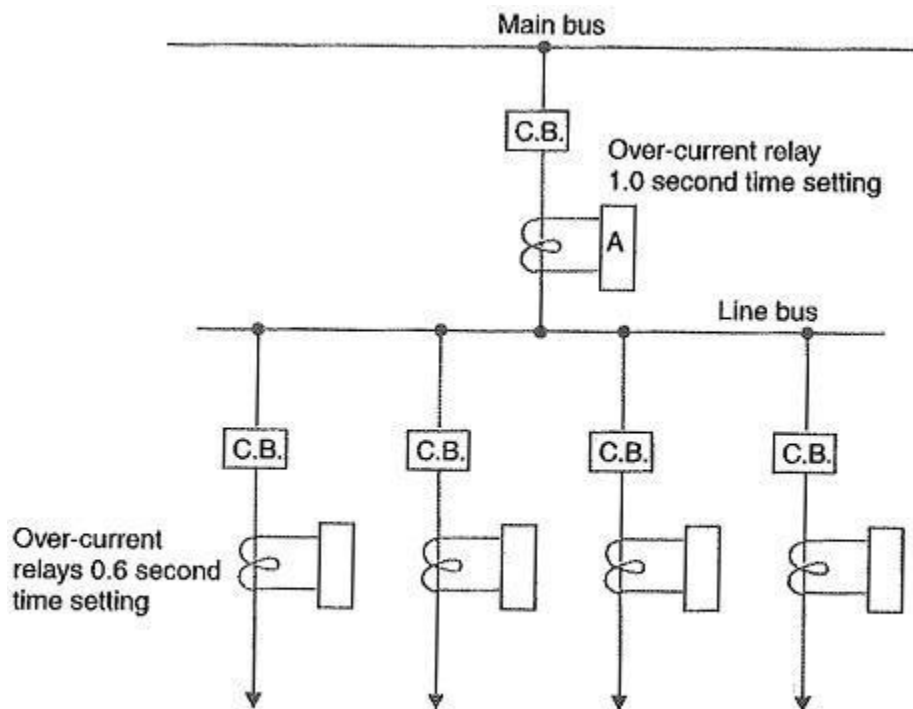 Main bus
C.B.
Over-current relay
1.0 second time setting
A
Line bus
C.B.
C.B.
C.B.
C.B.
Over-current
relays 0.6 second
time setting